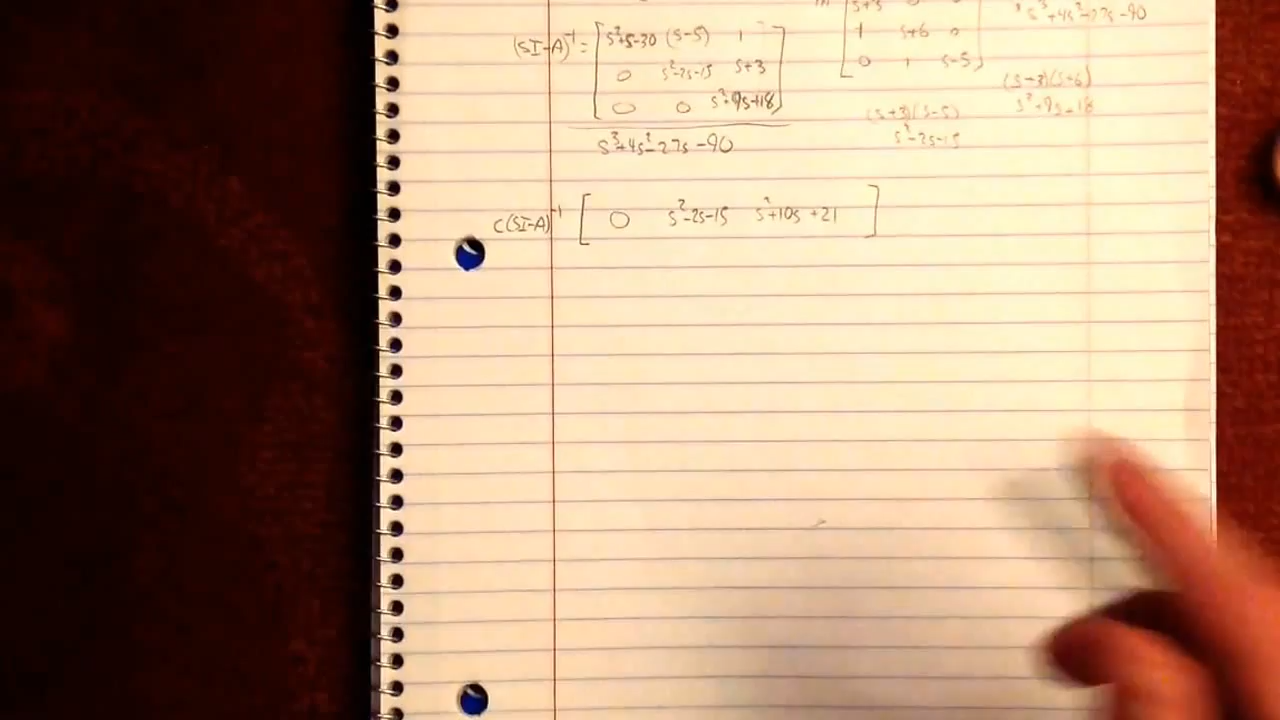 s³+4s²-27s-90
(SI-A)⁻¹ = [ s²+s-30 (s-5) 1
0 s²-2s-15 s+3
0 0 s²+9s+18 ]
s³+4s²-27s-90
s+3
1 s+6 0
0 1 s-5
(s+3)(s+6)
s²+9s+18
(s+3)(s-5)
s²-2s-15
C(SI-A)⁻¹ [ 0 s²-2s-15 s²+10s+21 ]